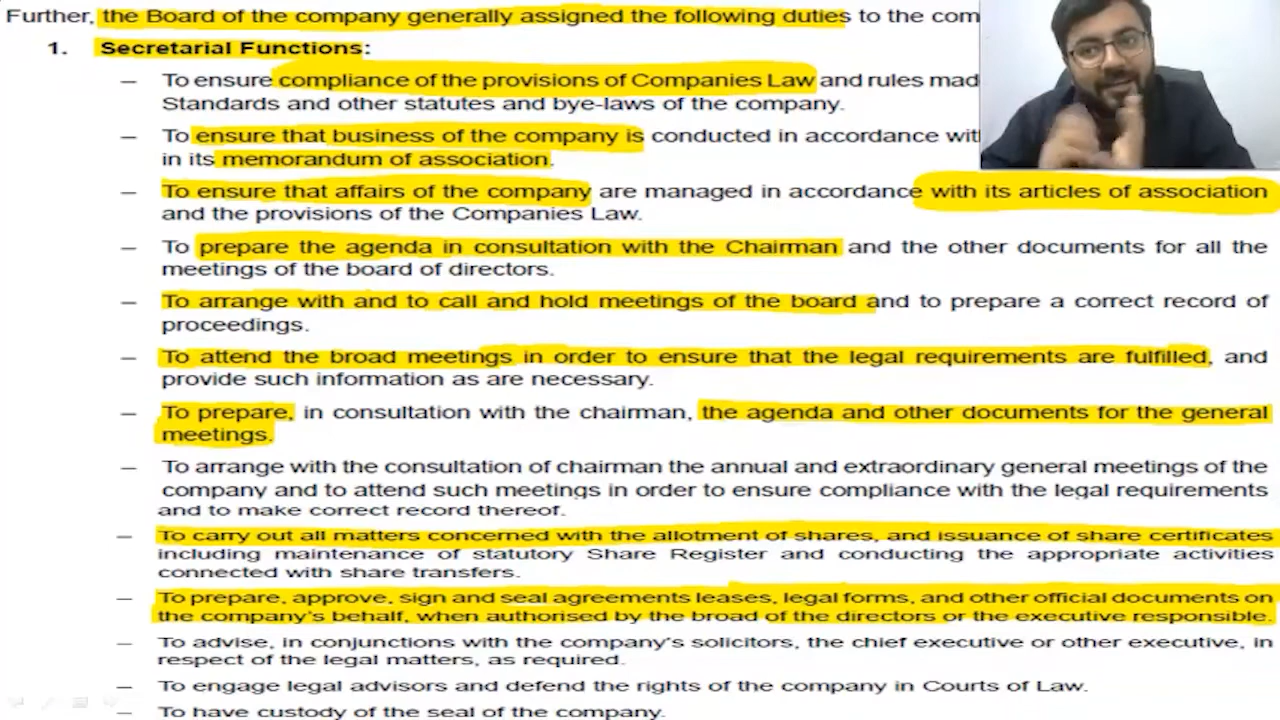 Further, the Board of the company generally assigned the following duties to the com
1. Secretarial Functions:
– To ensure compliance of the provisions of Companies Law and rules mad
Standards and other statutes and bye-laws of the company.
– To ensure that business of the company is conducted in accordance wit
in its memorandum of association.
– To ensure that affairs of the company are managed in accordance with its articles of association
and the provisions of the Companies Law.
– To prepare the agenda in consultation with the Chairman and the other documents for all the
meetings of the board of directors.
– To arrange with and to call and hold meetings of the board and to prepare a correct record of
proceedings.
– To attend the broad meetings in order to ensure that the legal requirements are fulfilled, and
provide such information as are necessary.
– To prepare, in consultation with the chairman, the agenda and other documents for the general
meetings.
– To arrange with the consultation of chairman the annual and extraordinary general meetings of the
company and to attend such meetings in order to ensure compliance with the legal requirements
and to make correct record thereof.
– To carry out all matters concerned with the allotment of shares, and issuance of share certificates
including maintenance of statutory Share Register and conducting the appropriate activities
connected with share transfers.
– To prepare, approve, sign and seal agreements leases, legal forms, and other official documents on
the company's behalf, when authorised by the broad of the directors or the executive responsible.
– To advise, in conjunctions with the company's solicitors, the chief executive or other executive, in
respect of the legal matters, as required.
– To engage legal advisors and defend the rights of the company in Courts of Law.
– To have custody of the seal of the company.